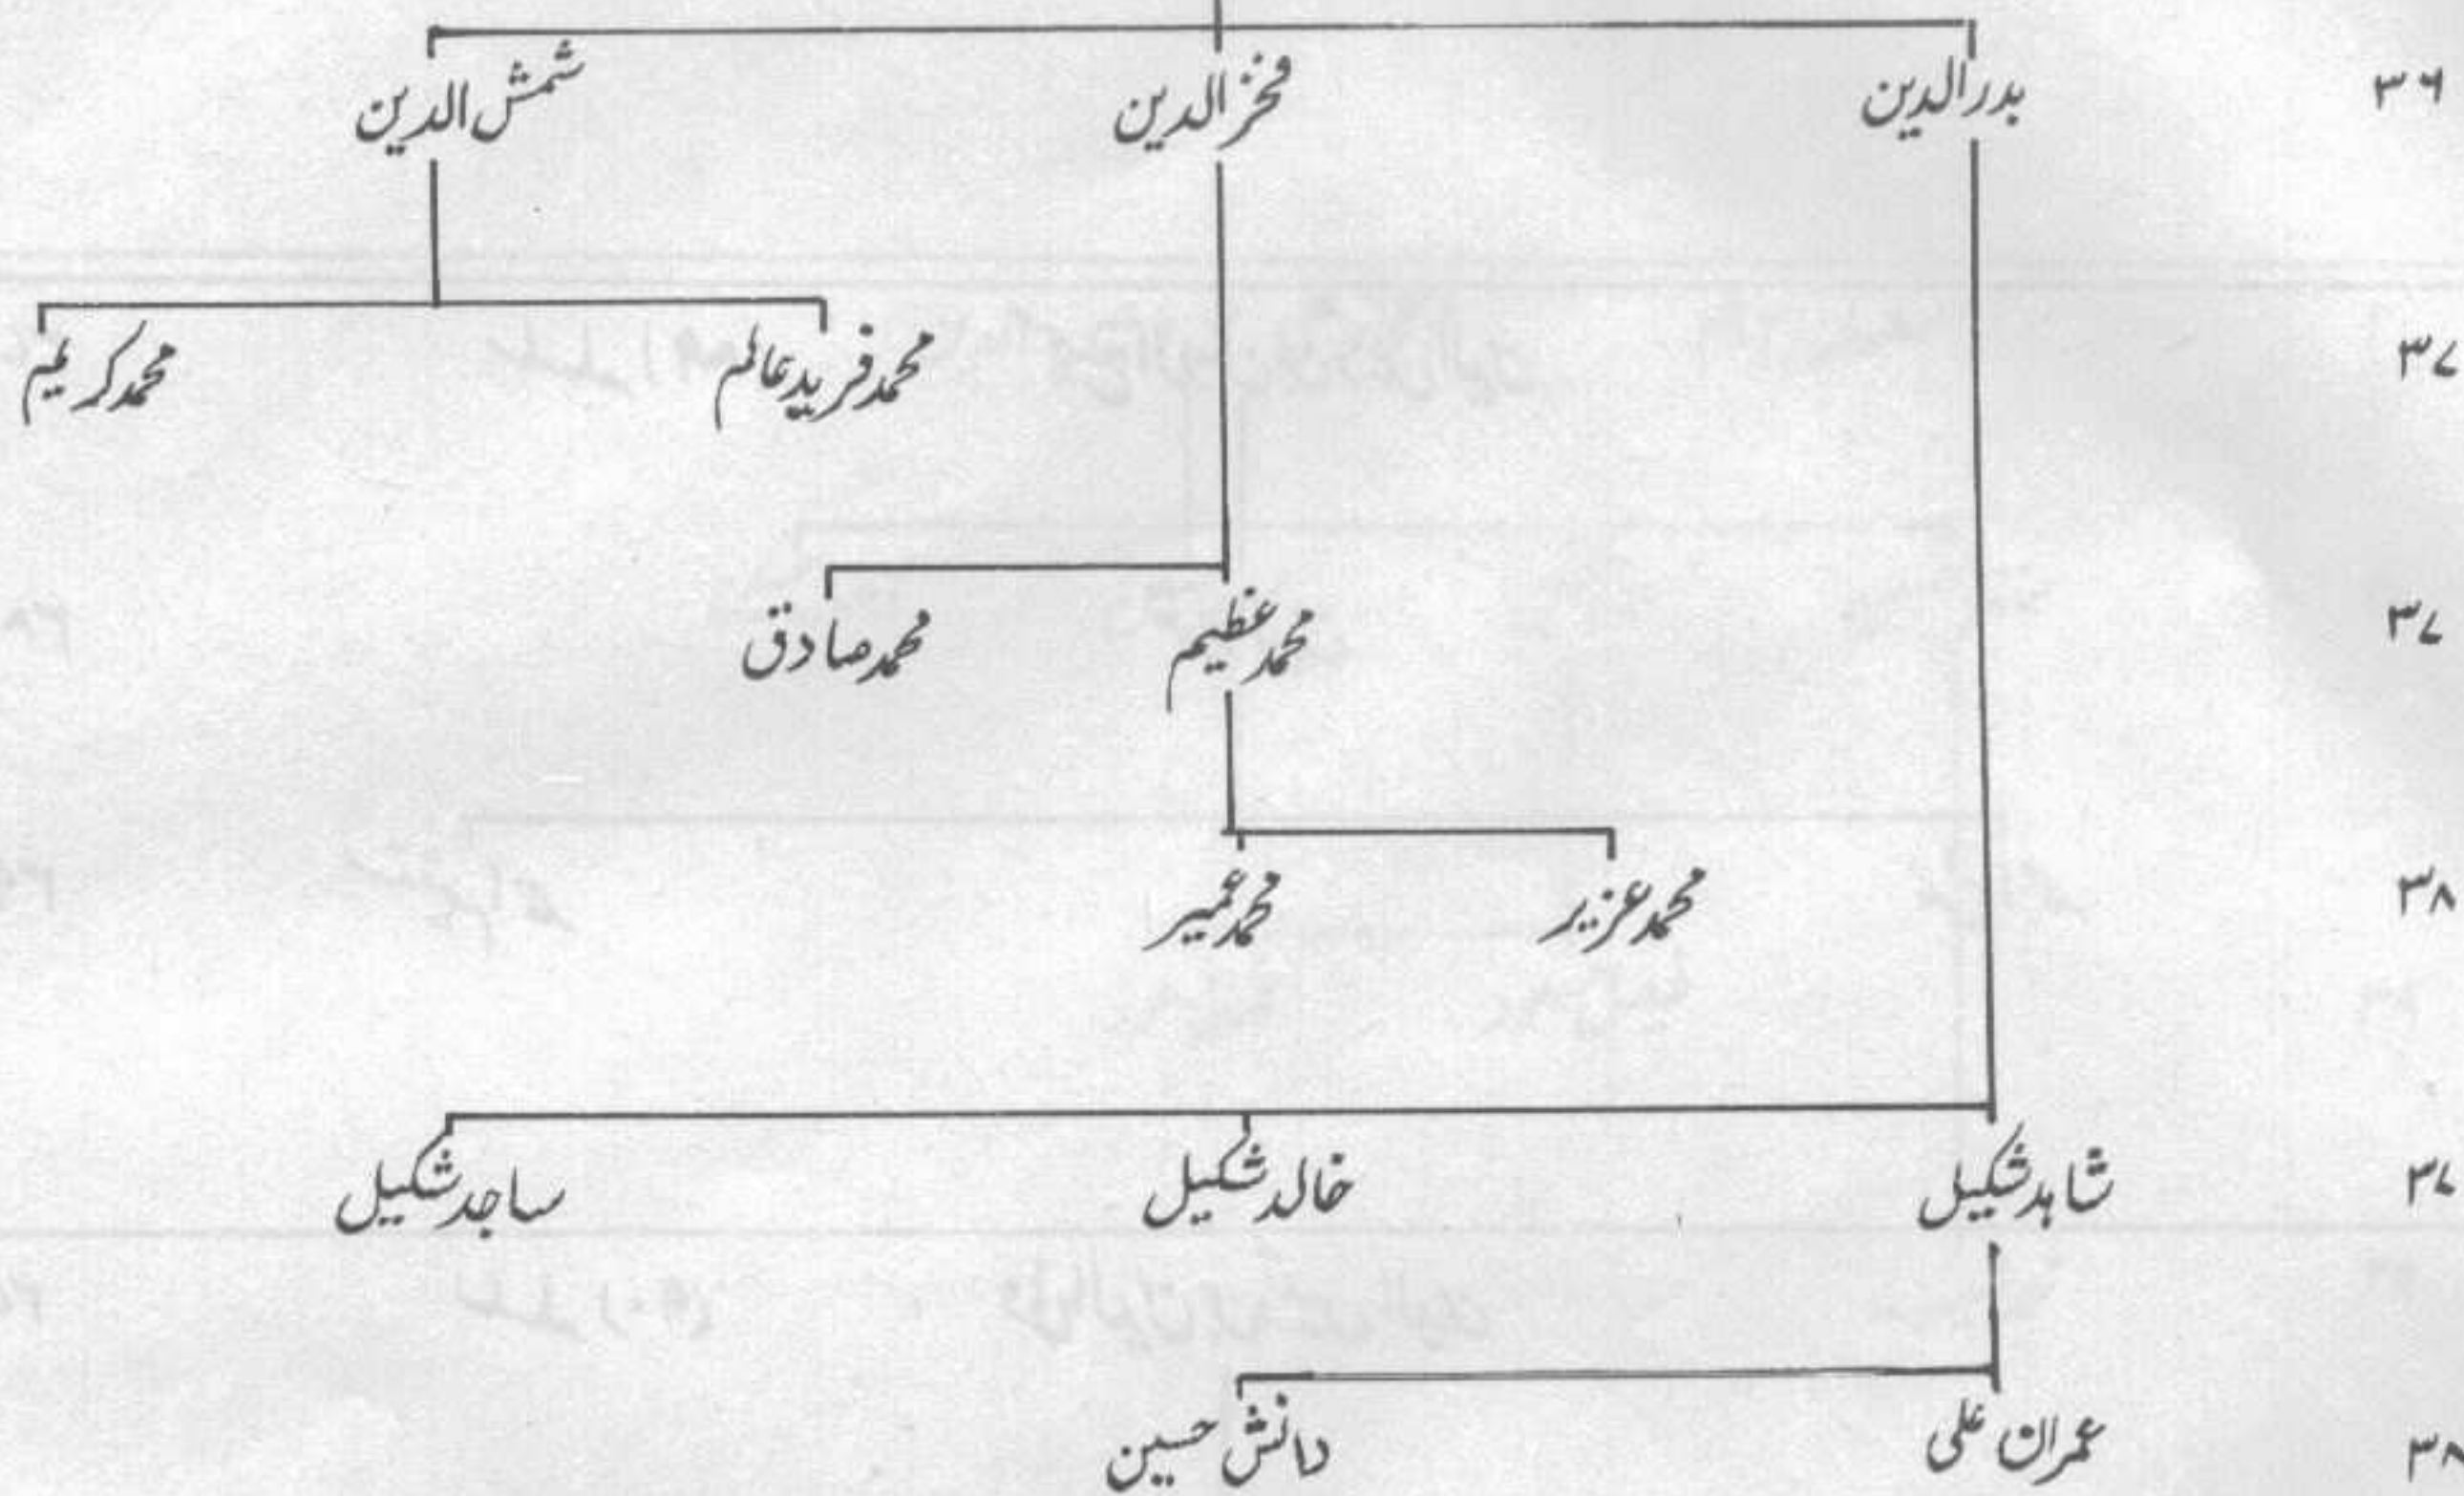 ۳۶ بدرالدین فخرالدین شمش الدین
۳۷ محمد فرید عالم محمد کریم
۳۷ محمد عظیم محمد صادق
۳۸ محمد عزیر محمد عمیر
۳۷ شاہد شکیل خالد شکیل ساجد شکیل
۳۸ عمران علی دانش حسین